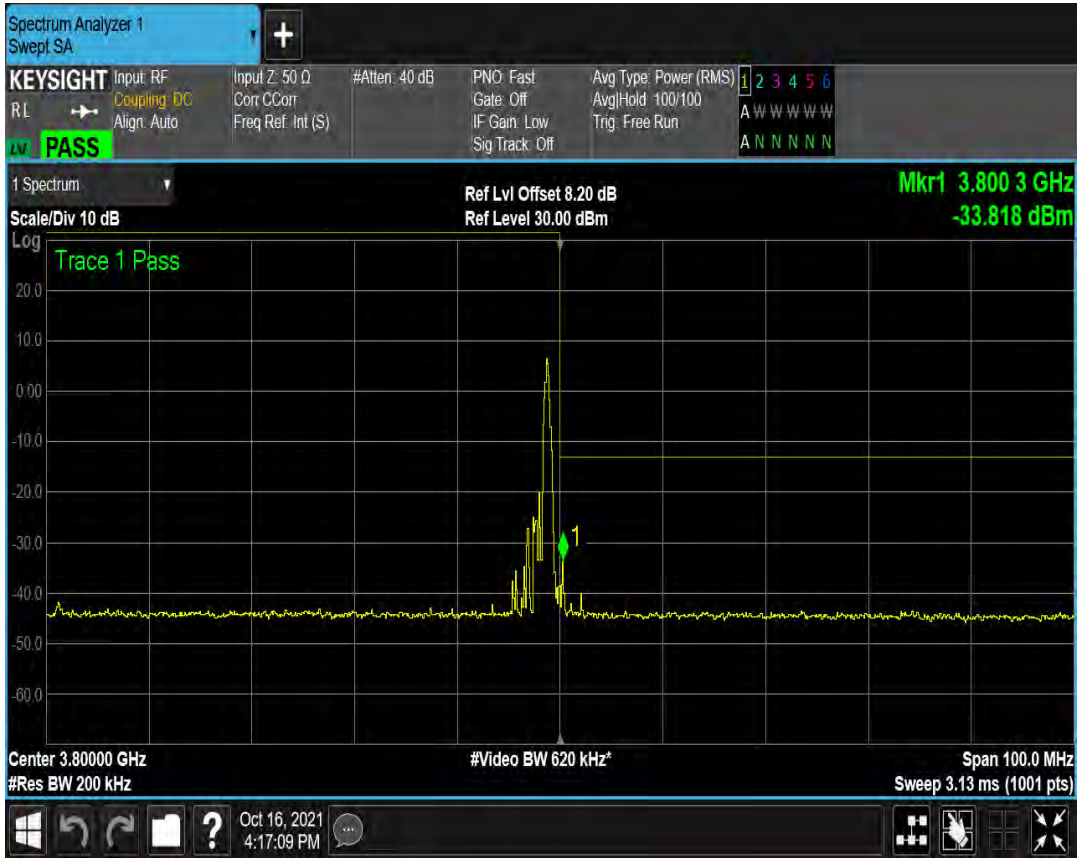 Spectrum Analyzer 1
Swept SA
+
KEYSIGHT
RL
PASS
Input: RF
Coupling: DC
Align: Auto
Input Z: 50 Ω
Corr CCorr
Freq Ref: Int (S)
#Atten: 40 dB
PNO: Fast
Gate: Off
IF Gain: Low
Sig Track: Off
Avg Type: Power (RMS)
Avg|Hold: 100/100
Trig: Free Run
1 2 3 4 5 6
A W W W W W
A N N N N N
1 Spectrum
Scale/Div 10 dB
Ref Lvl Offset 8.20 dB
Ref Level 30.00 dBm
Mkr1 3.800 3 GHz
-33.818 dBm
Log
Trace 1 Pass
20.0
10.0
0.00
-10.0
-20.0
-30.0
-40.0
-50.0
-60.0
1
Center 3.80000 GHz
#Res BW 200 kHz
#Video BW 620 kHz*
Span 100.0 MHz
Sweep 3.13 ms (1001 pts)
?
Oct 16, 2021
4:17:09 PM